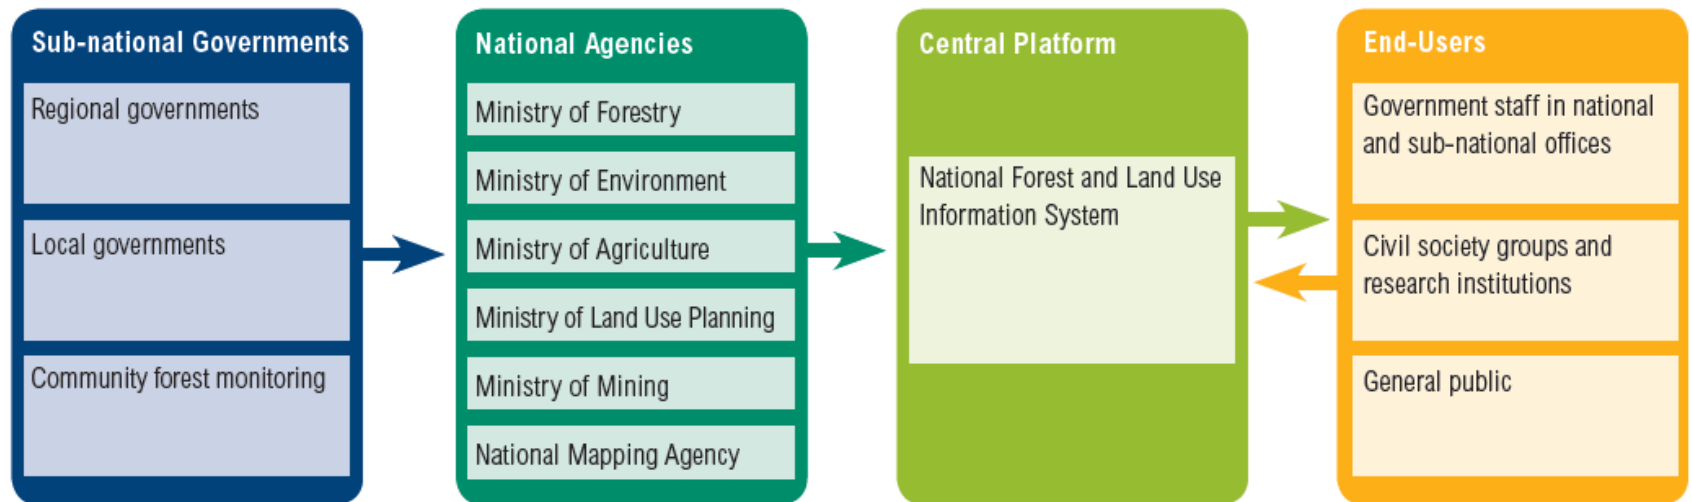 Sub-national Governments
Regional governments
Local governments
Community forest monitoring
National Agencies
Ministry of Forestry
Ministry of Environment
Ministry of Agriculture
Ministry of Land Use Planning
Ministry of Mining
National Mapping Agency
Central Platform
National Forest and Land Use
Information System
End-Users
Government staff in national
and sub-national offices
Civil society groups and
research institutions
General public